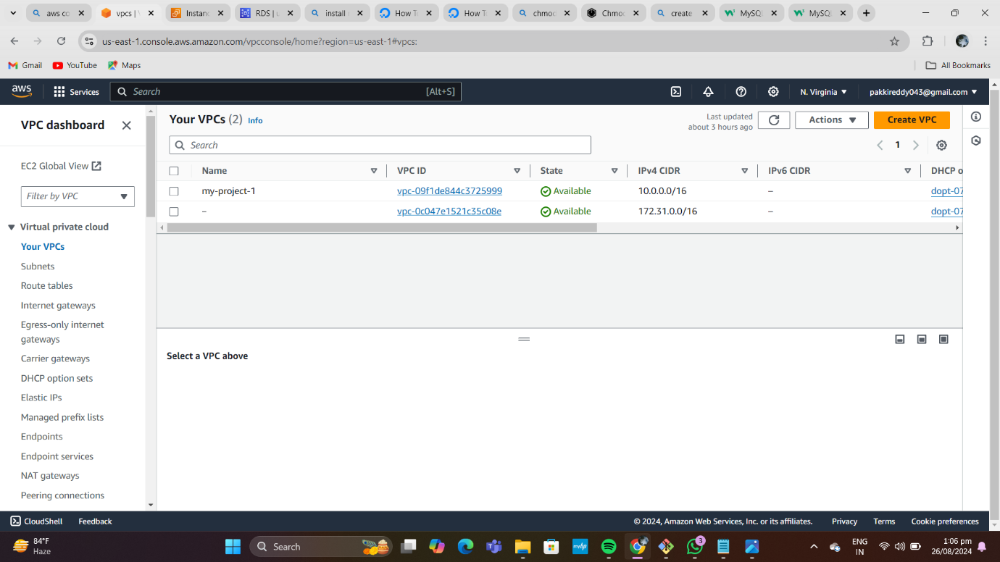 aws co
vpcs | V
Instanc
RDS | u
install
How To
How To
chmoc
Chmoc
create
MySQL
MySQL
us-east-1.console.aws.amazon.com/vpcconsole/home?region=us-east-1#vpcs:
Gmail YouTube Maps All Bookmarks
aws Services Search [Alt+S] N. Virginia pakkireddy043@gmail.com
VPC dashboard
EC2 Global View
Filter by VPC
Virtual private cloud
Your VPCs
Subnets
Route tables
Internet gateways
Egress-only internet
gateways
Carrier gateways
DHCP option sets
Elastic IPs
Managed prefix lists
Endpoints
Endpoint services
NAT gateways
Peering connections
Your VPCs (2) Info
Last updated
about 3 hours ago
Actions Create VPC
Search
1
Name VPC ID State IPv4 CIDR IPv6 CIDR DHCP o
my-project-1 vpc-09f1de844c3725999 Available 10.0.0.0/16 – dopt-07
– vpc-0c047e1521c35c08e Available 172.31.0.0/16 – dopt-07
Select a VPC above
CloudShell Feedback © 2024, Amazon Web Services, Inc. or its affiliates. Privacy Terms Cookie preferences
84°F
Haze
Search
myhp
3
ENG
IN
1:06 pm
26/08/2024